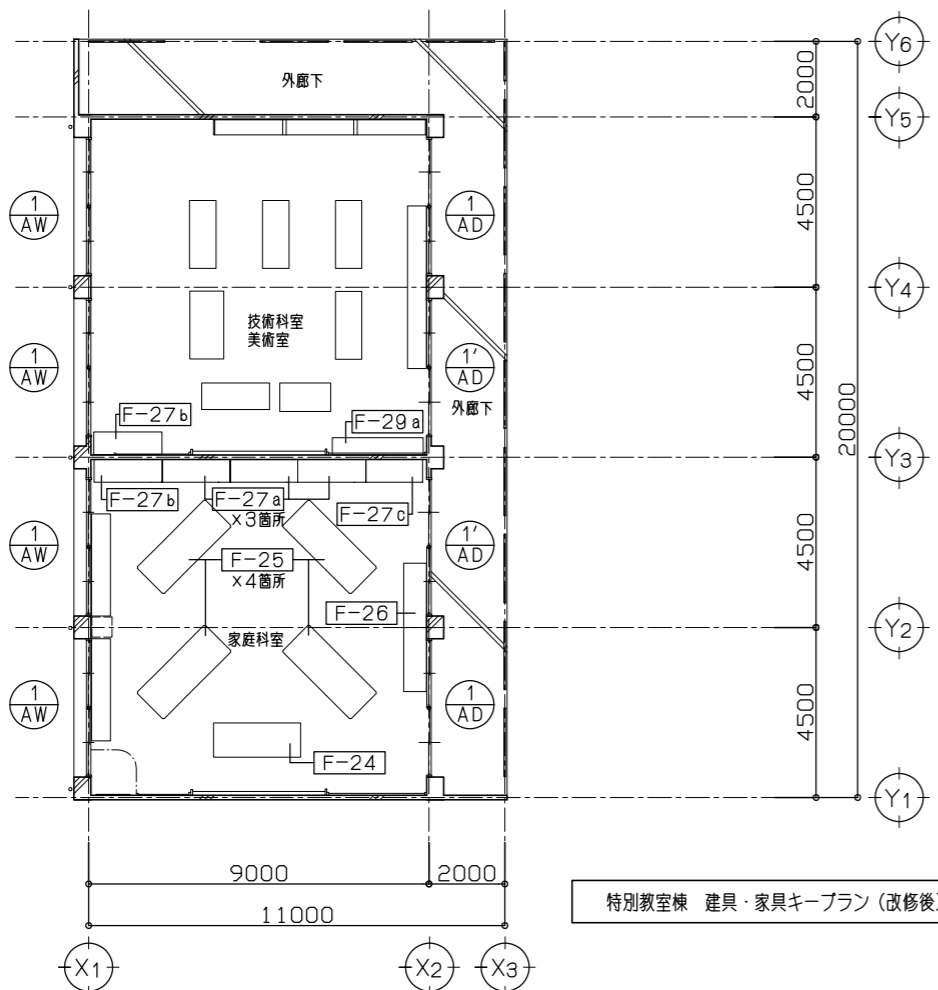 Y6
外廊下
2000
Y5
1
AW
1
AD
4500
Y4
技術科室
美術室
1
AW
1'
AD
4500
外廊下
20000
F-27b
F-29a
Y3
F-27b
F-27a
×3箇所
F-27c
1
AW
F-25
×4箇所
1'
AD
4500
F-26
家庭科室
Y2
1
AW
1
AD
4500
F-24
Y1
9000
2000
11000
特別教室棟 建具・家具キープラン（改修後）
X1
X2
X3